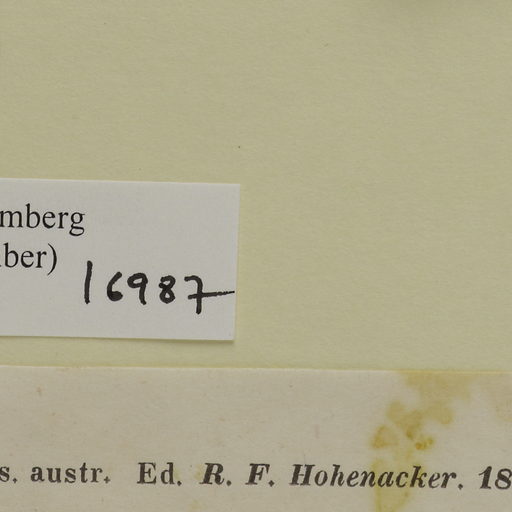 mberg
ber)
16987
s. austr. Ed. R. F. Hohenacker. 18